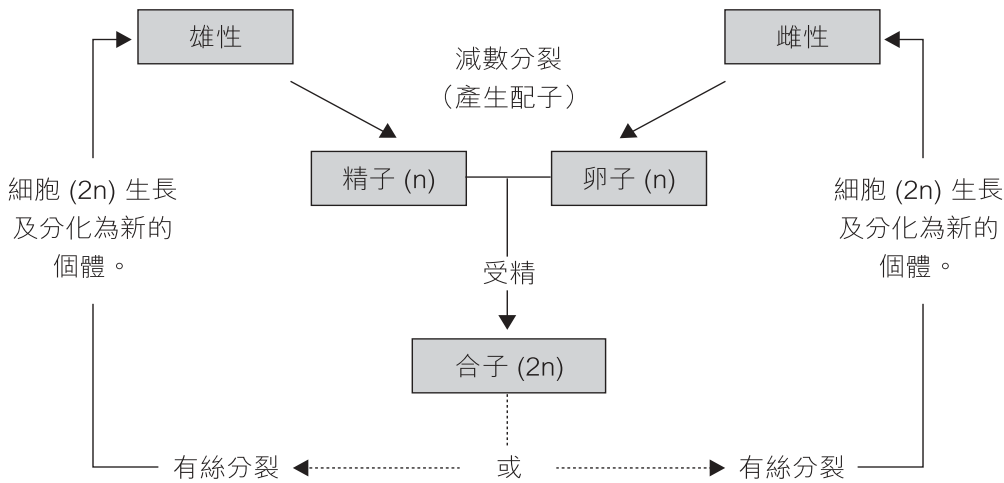 雄性
雌性
減數分裂
（產生配子）
精子 (n)
卵子 (n)
細胞 (2n) 生長
及分化為新的
個體。
細胞 (2n) 生長
及分化為新的
個體。
受精
合子 (2n)
有絲分裂
或
有絲分裂